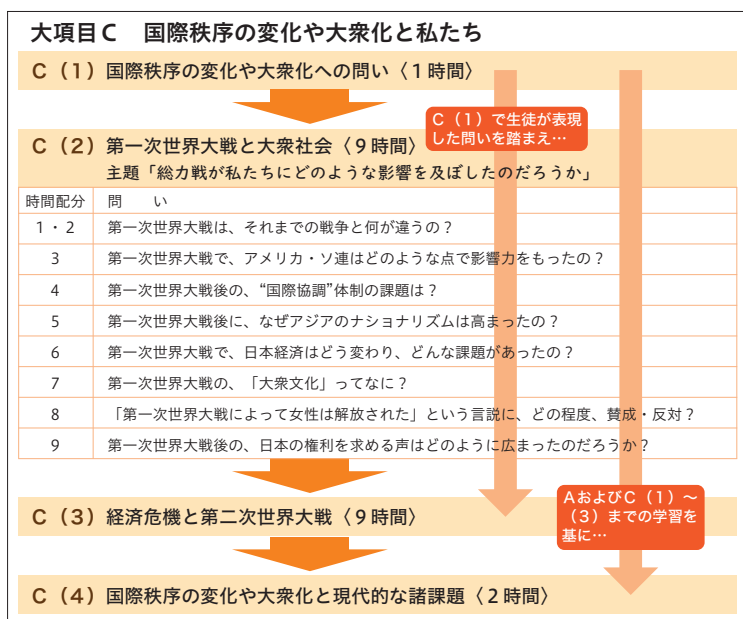 大項目C 国際秩序の変化や大衆化と私たち
C（1）国際秩序の変化や大衆化への問い〈1時間〉
C（1）で生徒が表現
した問いを踏まえ…
C（2）第一次世界大戦と大衆社会〈9時間〉
主題「総力戦が私たちにどのような影響を及ぼしたのだろうか」
時間配分 問 い
1・2 第一次世界大戦は、それまでの戦争と何が違うの？
3 第一次世界大戦で、アメリカ・ソ連はどのような点で影響力をもったの？
4 第一次世界大戦後の、“国際協調”体制の課題は？
5 第一次世界大戦後に、なぜアジアのナショナリズムは高まったの？
6 第一次世界大戦で、日本経済はどう変わり、どんな課題があったの？
7 第一次世界大戦の、「大衆文化」ってなに？
8 「第一次世界大戦によって女性は解放された」という言説に、どの程度、賛成・反対？
9 第一次世界大戦後の、日本の権利を求める声はどのように広まったのだろうか？
C（3）経済危機と第二次世界大戦〈9時間〉
AおよびC（1）～
（3）までの学習を
基に…
C（4）国際秩序の変化や大衆化と現代的な諸課題〈2時間〉